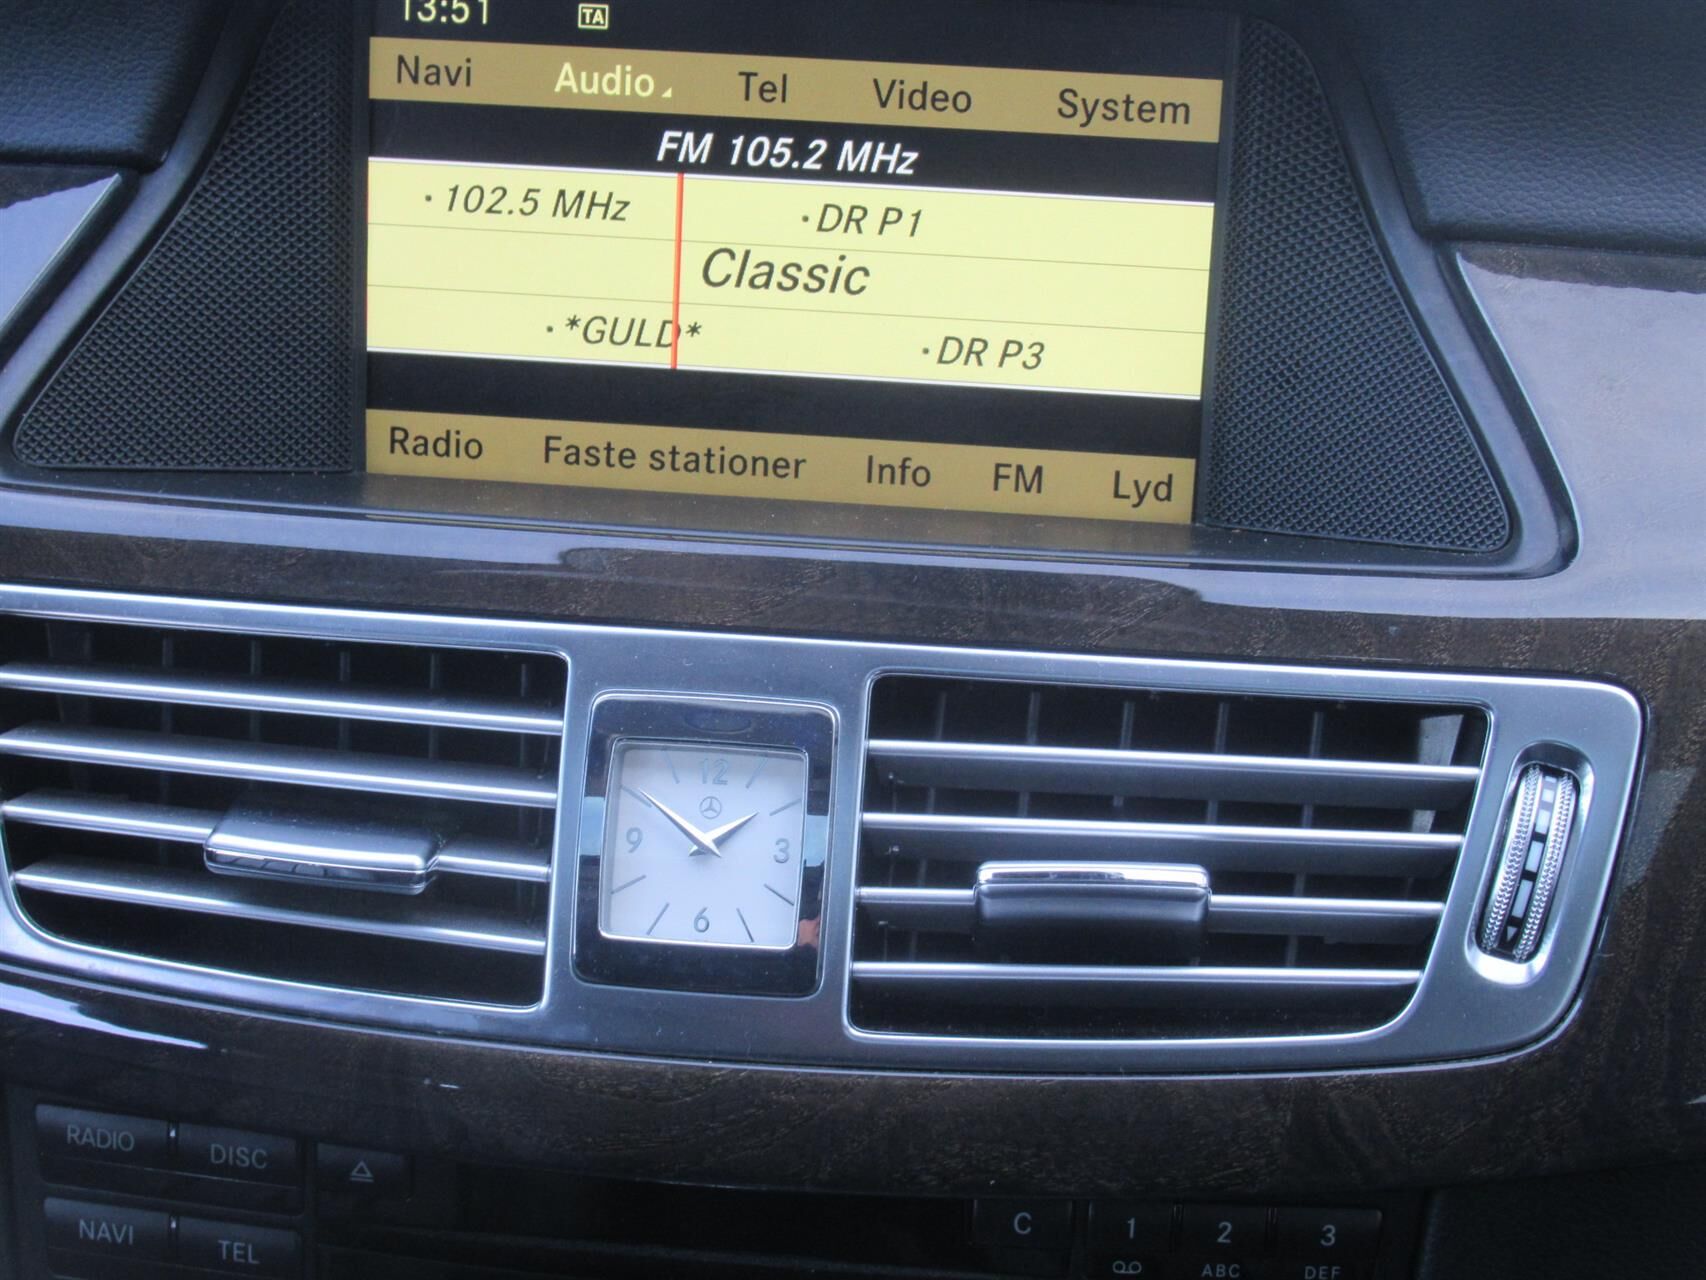 13:51 TA
Navi Audio Tel Video System
FM 105.2 MHz
·102.5 MHz ·DR P1
Classic
·*GULD* ·DR P3
Radio Faste stationer Info FM Lyd
12
9 3
6
RADIO DISC
NAVI TEL
C 1 2 3
ABC DEF